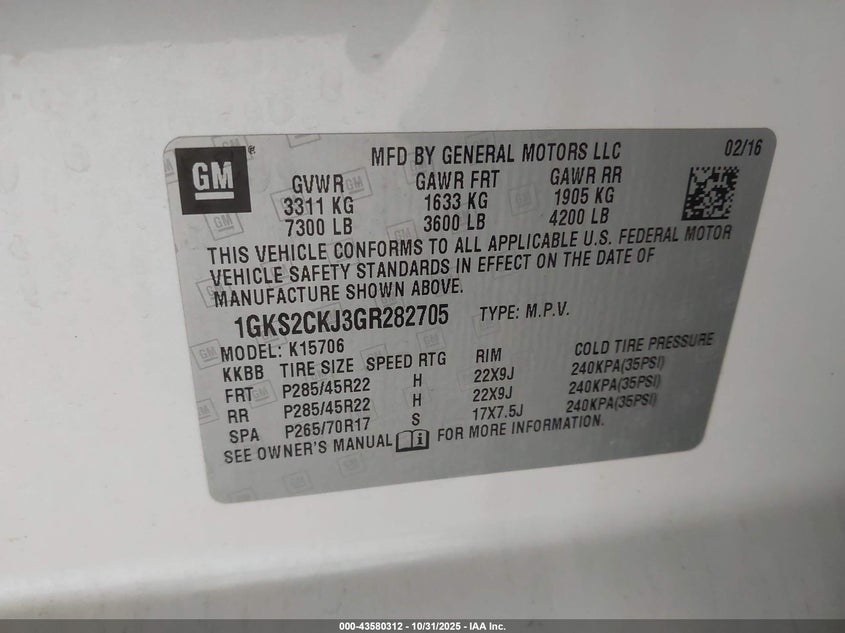 GM
MFD BY GENERAL MOTORS LLC 02/16
GVWR GAWR FRT GAWR RR
3311 KG 1633 KG 1905 KG
7300 LB 3600 LB 4200 LB
THIS VEHICLE CONFORMS TO ALL APPLICABLE U.S. FEDERAL MOTOR
VEHICLE SAFETY STANDARDS IN EFFECT ON THE DATE OF
MANUFACTURE SHOWN ABOVE.
1GKS2CKJ3GR282705 TYPE: M.P.V.
MODEL: K15706
KKBB TIRE SIZE SPEED RTG RIM COLD TIRE PRESSURE
FRT P285/45R22 H 22X9J 240KPA(35PSI)
RR P285/45R22 H 22X9J 240KPA(35PSI)
SPA P265/70R17 S 17X7.5J 240KPA(35PSI)
SEE OWNER'S MANUAL FOR MORE INFORMATION.
000-43580312 - 10/31/2025 - IAA Inc.